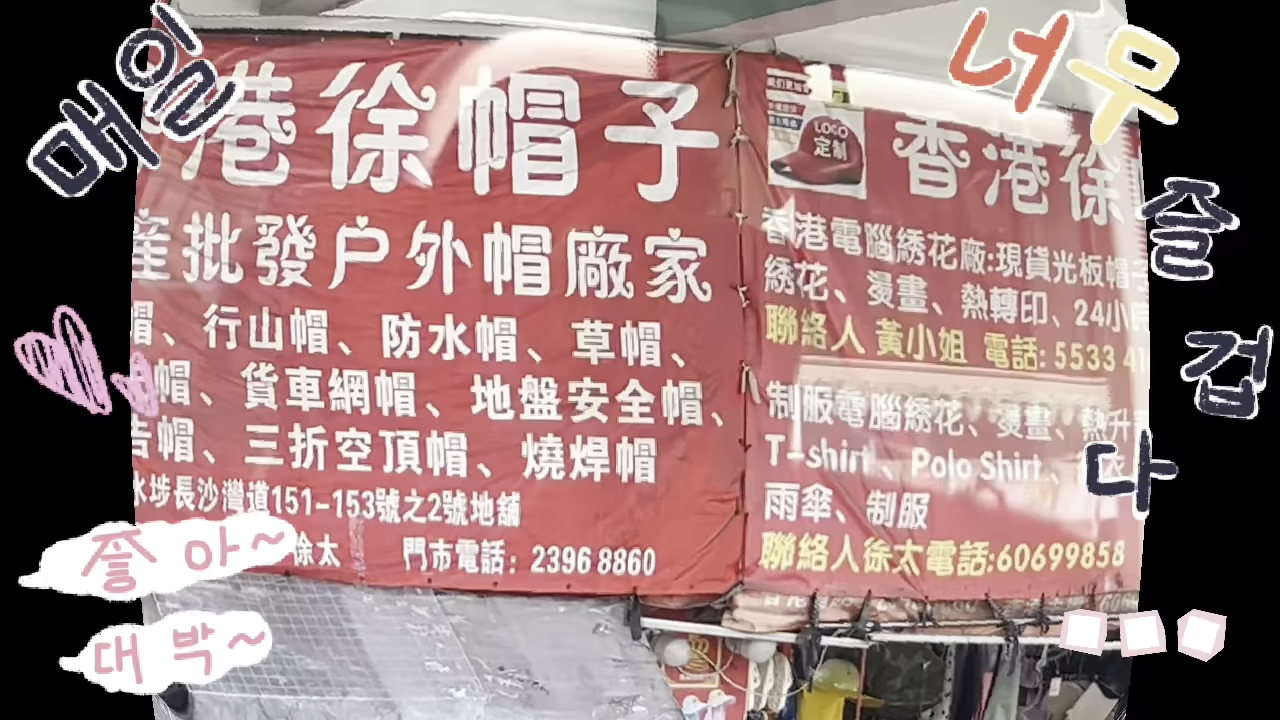 매일
너무
즐
겁
다
좋아~
대박~
港徐帽子
産批發户外帽廠家
帽、行山帽、防水帽、草帽、
帽、貨車網帽、地盤安全帽、
告帽、三折空頂帽、燒焊帽
水埗長沙灣道151-153號之2號地舖
徐太 門市電話: 2396 8860
LOGO
定制
香港徐
香港電腦綉花廠:現貨光板帽子
綉花、燙畫、熱轉印、24小時
聯絡人 黃小姐 電話: 5533 41
制服電腦綉花、燙畫、熱升
T-shirt、Polo Shirt、
雨傘、制服
聯絡人徐太電話:60699858